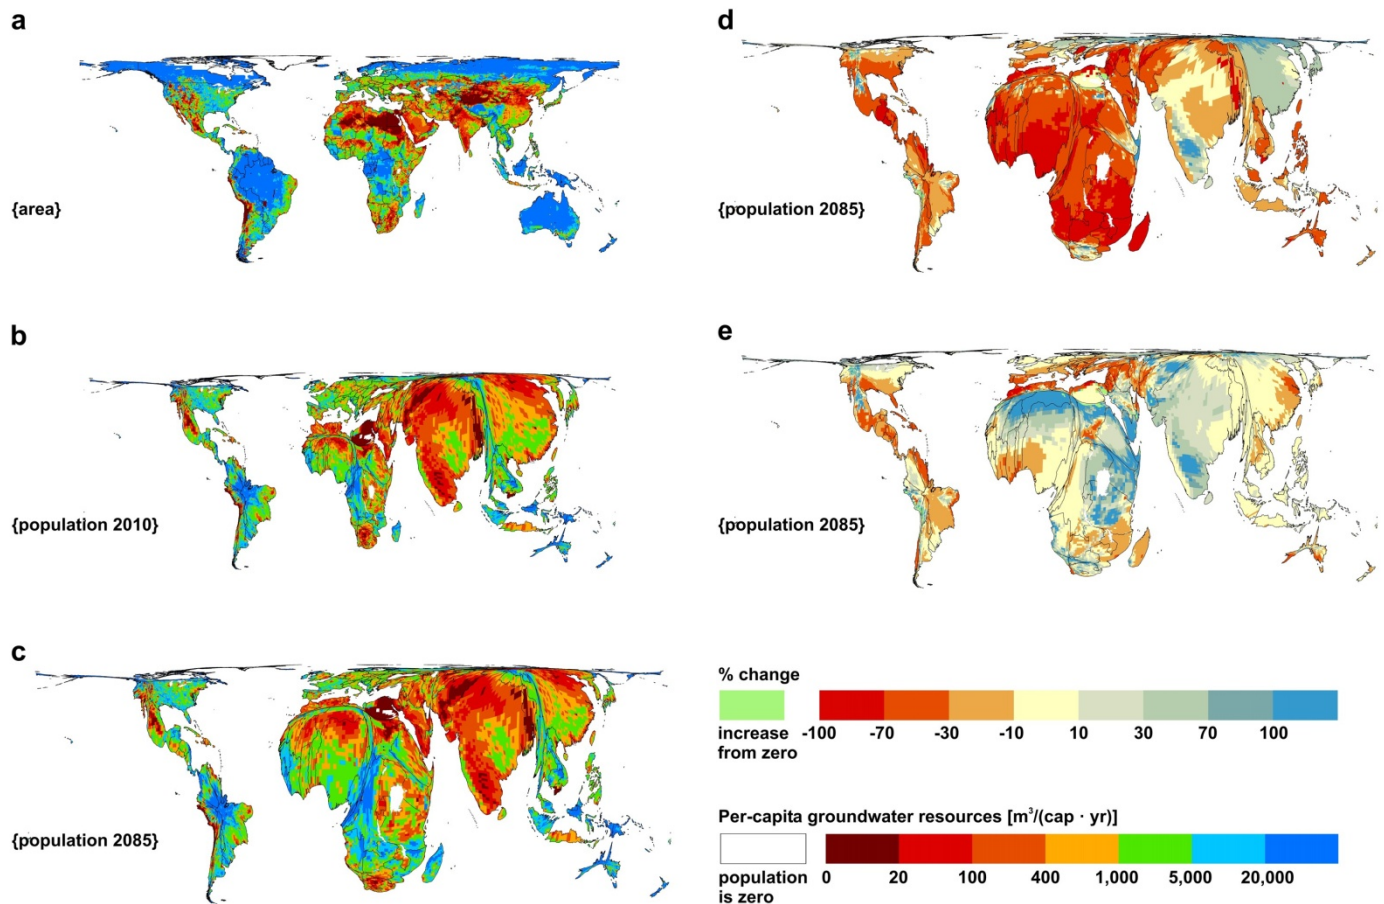 a
{area}
b
{population 2010}
c
{population 2085}
d
{population 2085}
e
{population 2085}
% change
increase
from zero
-100 -70 -30 -10 10 30 70 100
Per-capita groundwater resources [m³/(cap · yr)]
population
is zero
0 20 100 400 1,000 5,000 20,000